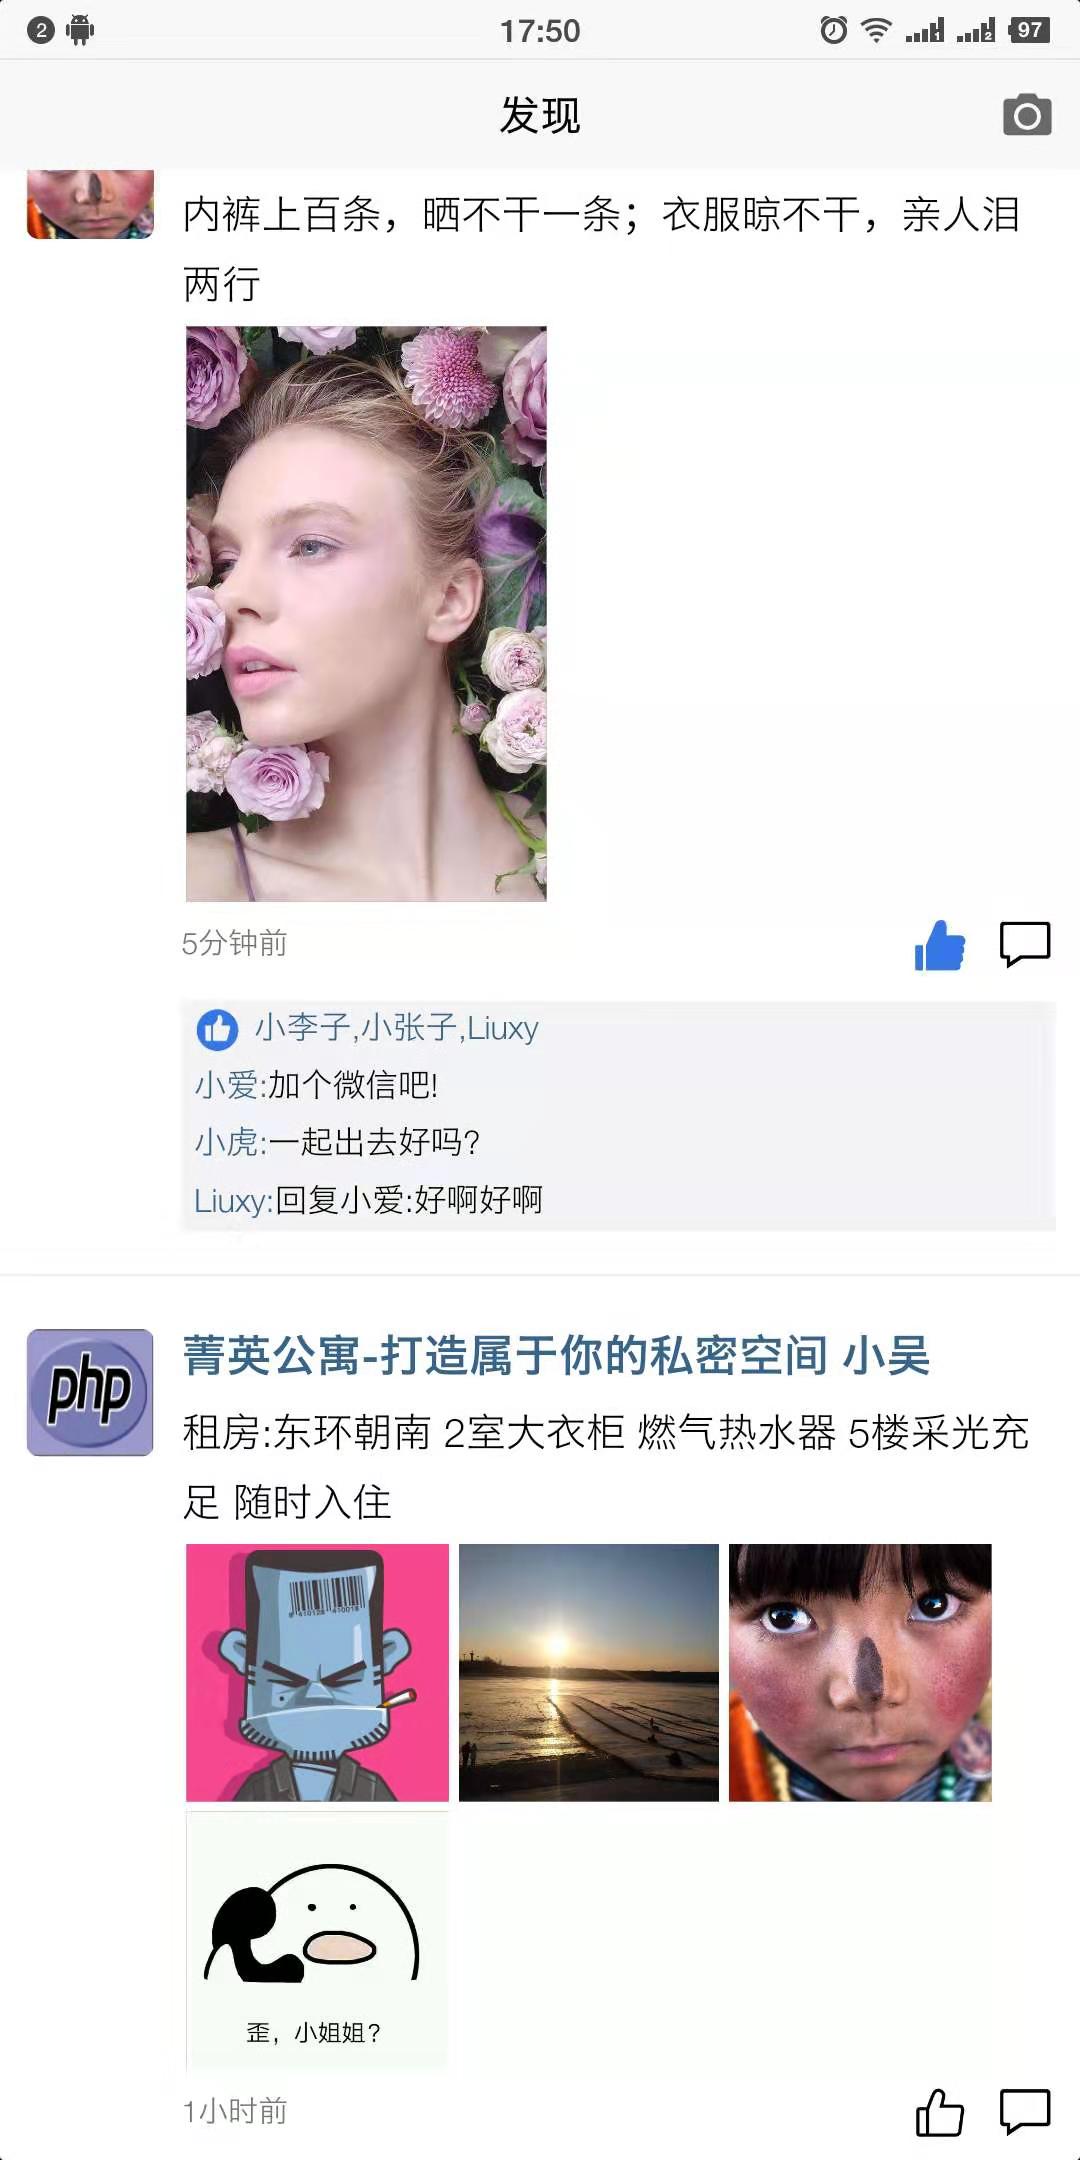 2
17:50
1
2
97
发现
内裤上百条，晒不干一条；衣服晾不干，亲人泪
两行
5分钟前
小李子,小张子,Liuxy
小爱:加个微信吧!
小虎:一起出去好吗?
Liuxy:回复小爱:好啊好啊
php
菁英公寓-打造属于你的私密空间 小吴
租房:东环朝南 2室大衣柜 燃气热水器 5楼采光充
足 随时入住
歪，小姐姐?
1小时前